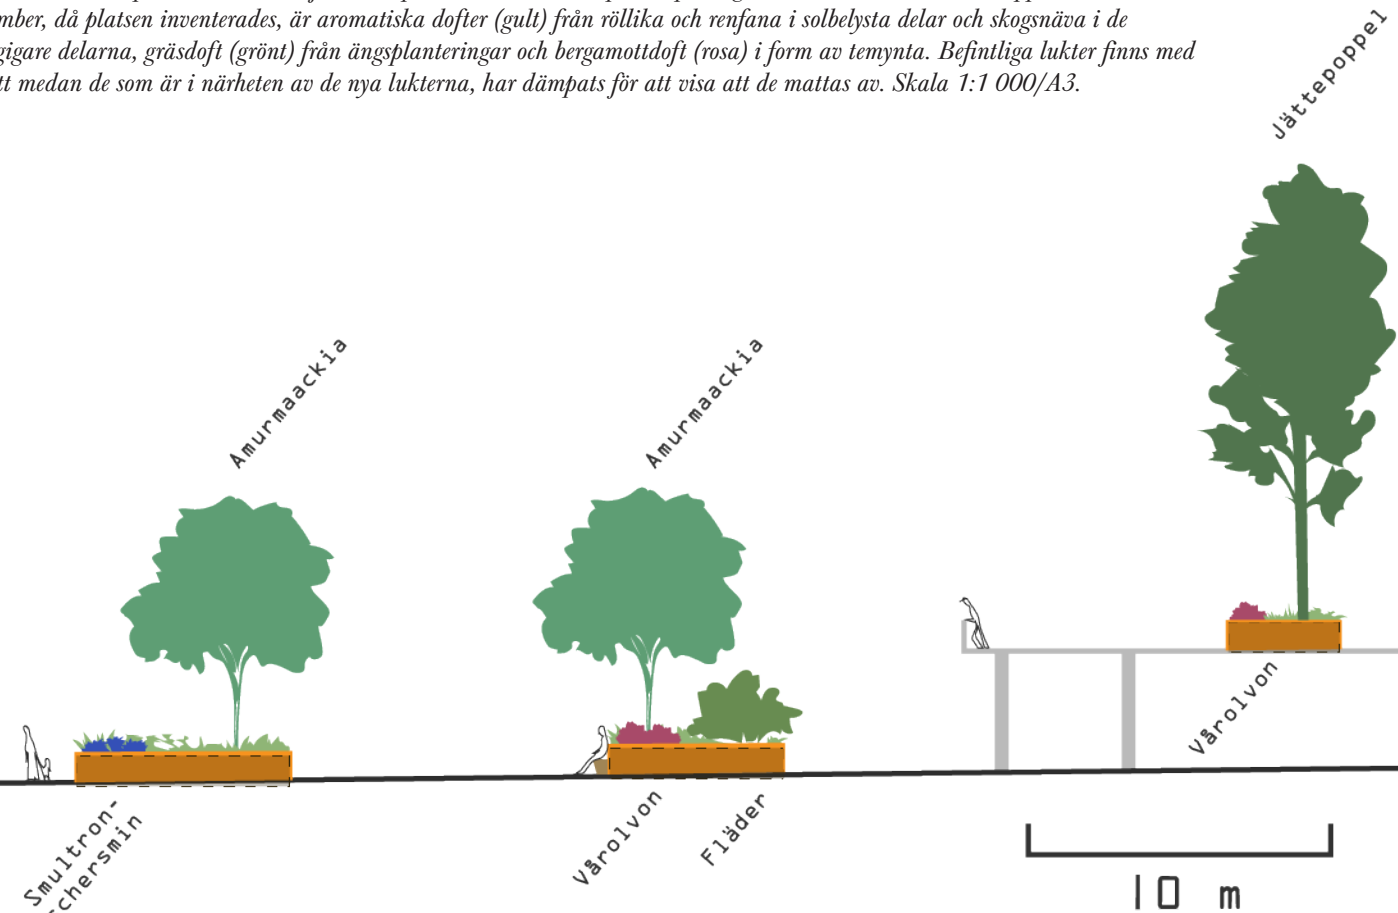 mber, då platsen inventerades, är aromatiska dofter (gult) från röllika och renfana i solbelysta delar och skogsnäva i de
gigare delarna, gräsdoft (grönt) från ängsplanteringar och bergamottdoft (rosa) i form av temynta. Befintliga lukter finns med
tt medan de som är i närheten av de nya lukterna, har dämpats för att visa att de mattas av. Skala 1:1 000/A3.
Jättepoppel
Amurmaackia
Amurmaackia
Vårolvon
Smultron-
schersmin
Vårolvon
Fläder
10 m